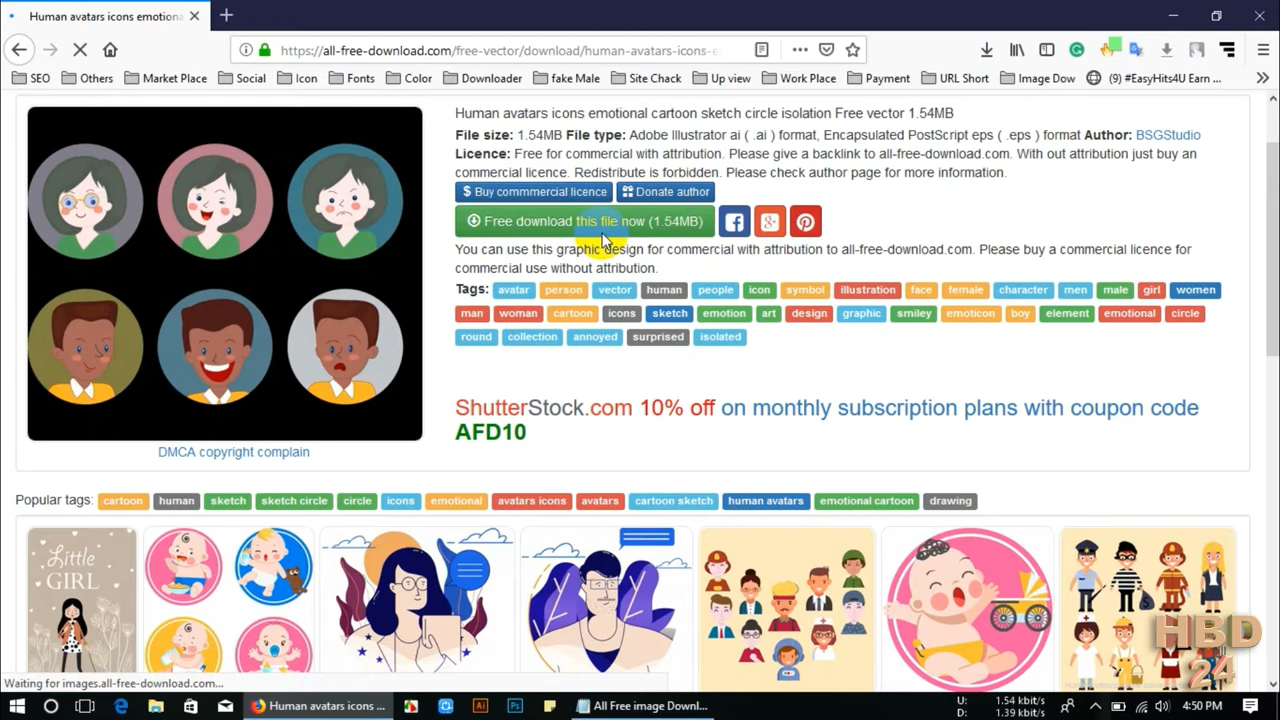 Human avatars icons emotiona
https://all-free-download.com/free-vector/download/human-avatars-icons-e
SEO Others Market Place Social Icon Fonts Color Downloader fake Male Site Chack Up view Work Place Payment URL Short Image Dow (9) #EasyHits4U Earn ...
Human avatars icons emotional cartoon sketch circle isolation Free vector 1.54MB
File size: 1.54MB File type: Adobe Illustrator ai ( .ai ) format, Encapsulated PostScript eps ( .eps ) format Author: BSGStudio
Licence: Free for commercial with attribution. Please give a backlink to all-free-download.com. With out attribution just buy an
commercial licence. Redistribute is forbidden. Please check author page for more information.
$ Buy commmercial licence Donate author
Free download this file now (1.54MB)
You can use this graphic design for commercial with attribution to all-free-download.com. Please buy a commercial licence for
commercial use without attribution.
Tags: avatar person vector human people icon symbol illustration face female character men male girl women
man woman cartoon icons sketch emotion art design graphic smiley emoticon boy element emotional circle
round collection annoyed surprised isolated
ShutterStock.com 10% off on monthly subscription plans with coupon code
AFD10
DMCA copyright complain
Popular tags: cartoon human sketch sketch circle circle icons emotional avatars icons avatars cartoon sketch human avatars emotional cartoon drawing
Little
GIRL
HBD
24
Waiting for images.all-free-download.com...
Human avatars icons ... Ai Ps All Free image Downl... U: 1.54 kbit/s
D: 1.39 kbit/s
4:50 PM